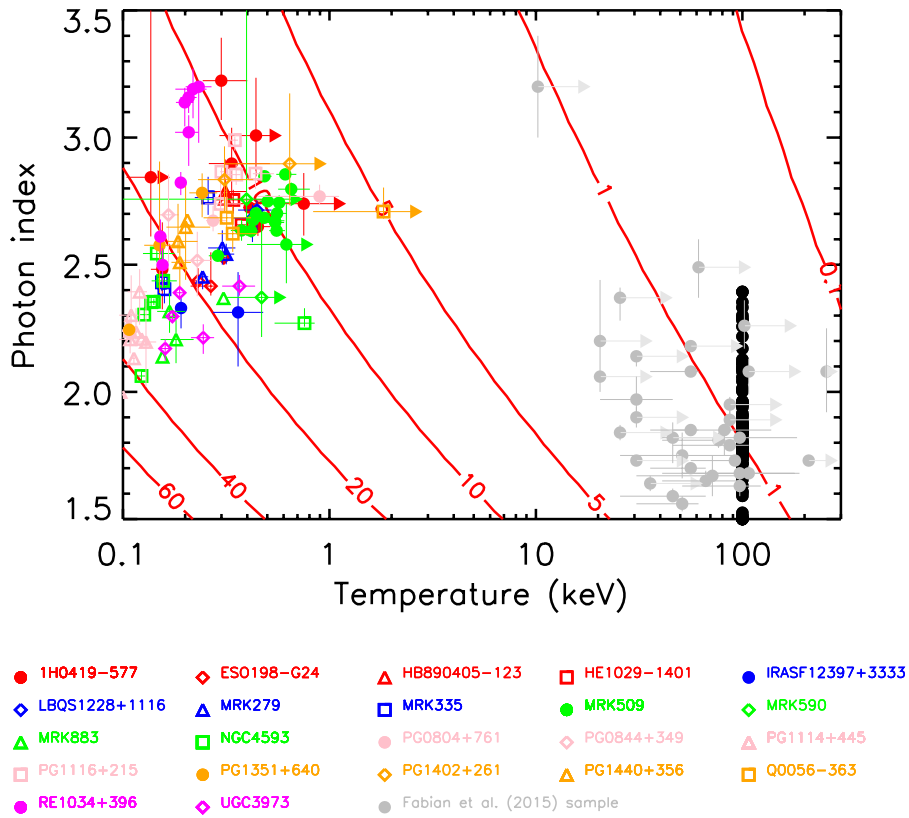 3.5
3.0
2.5
2.0
1.5
Photon index
0.1
1
10
100
Temperature (keV)
60
40
20
10
5
1
1
5
0.1
1H0419-577
ESO198-G24
HB890405-123
HE1029-1401
IRASF12397+3333
LBQS1228+1116
MRK279
MRK335
MRK509
MRK590
MRK883
NGC4593
PG0804+761
PG0844+349
PG1114+445
PG1116+215
PG1351+640
PG1402+261
PG1440+356
Q0056-363
RE1034+396
UGC3973
Fabian et al. (2015) sample